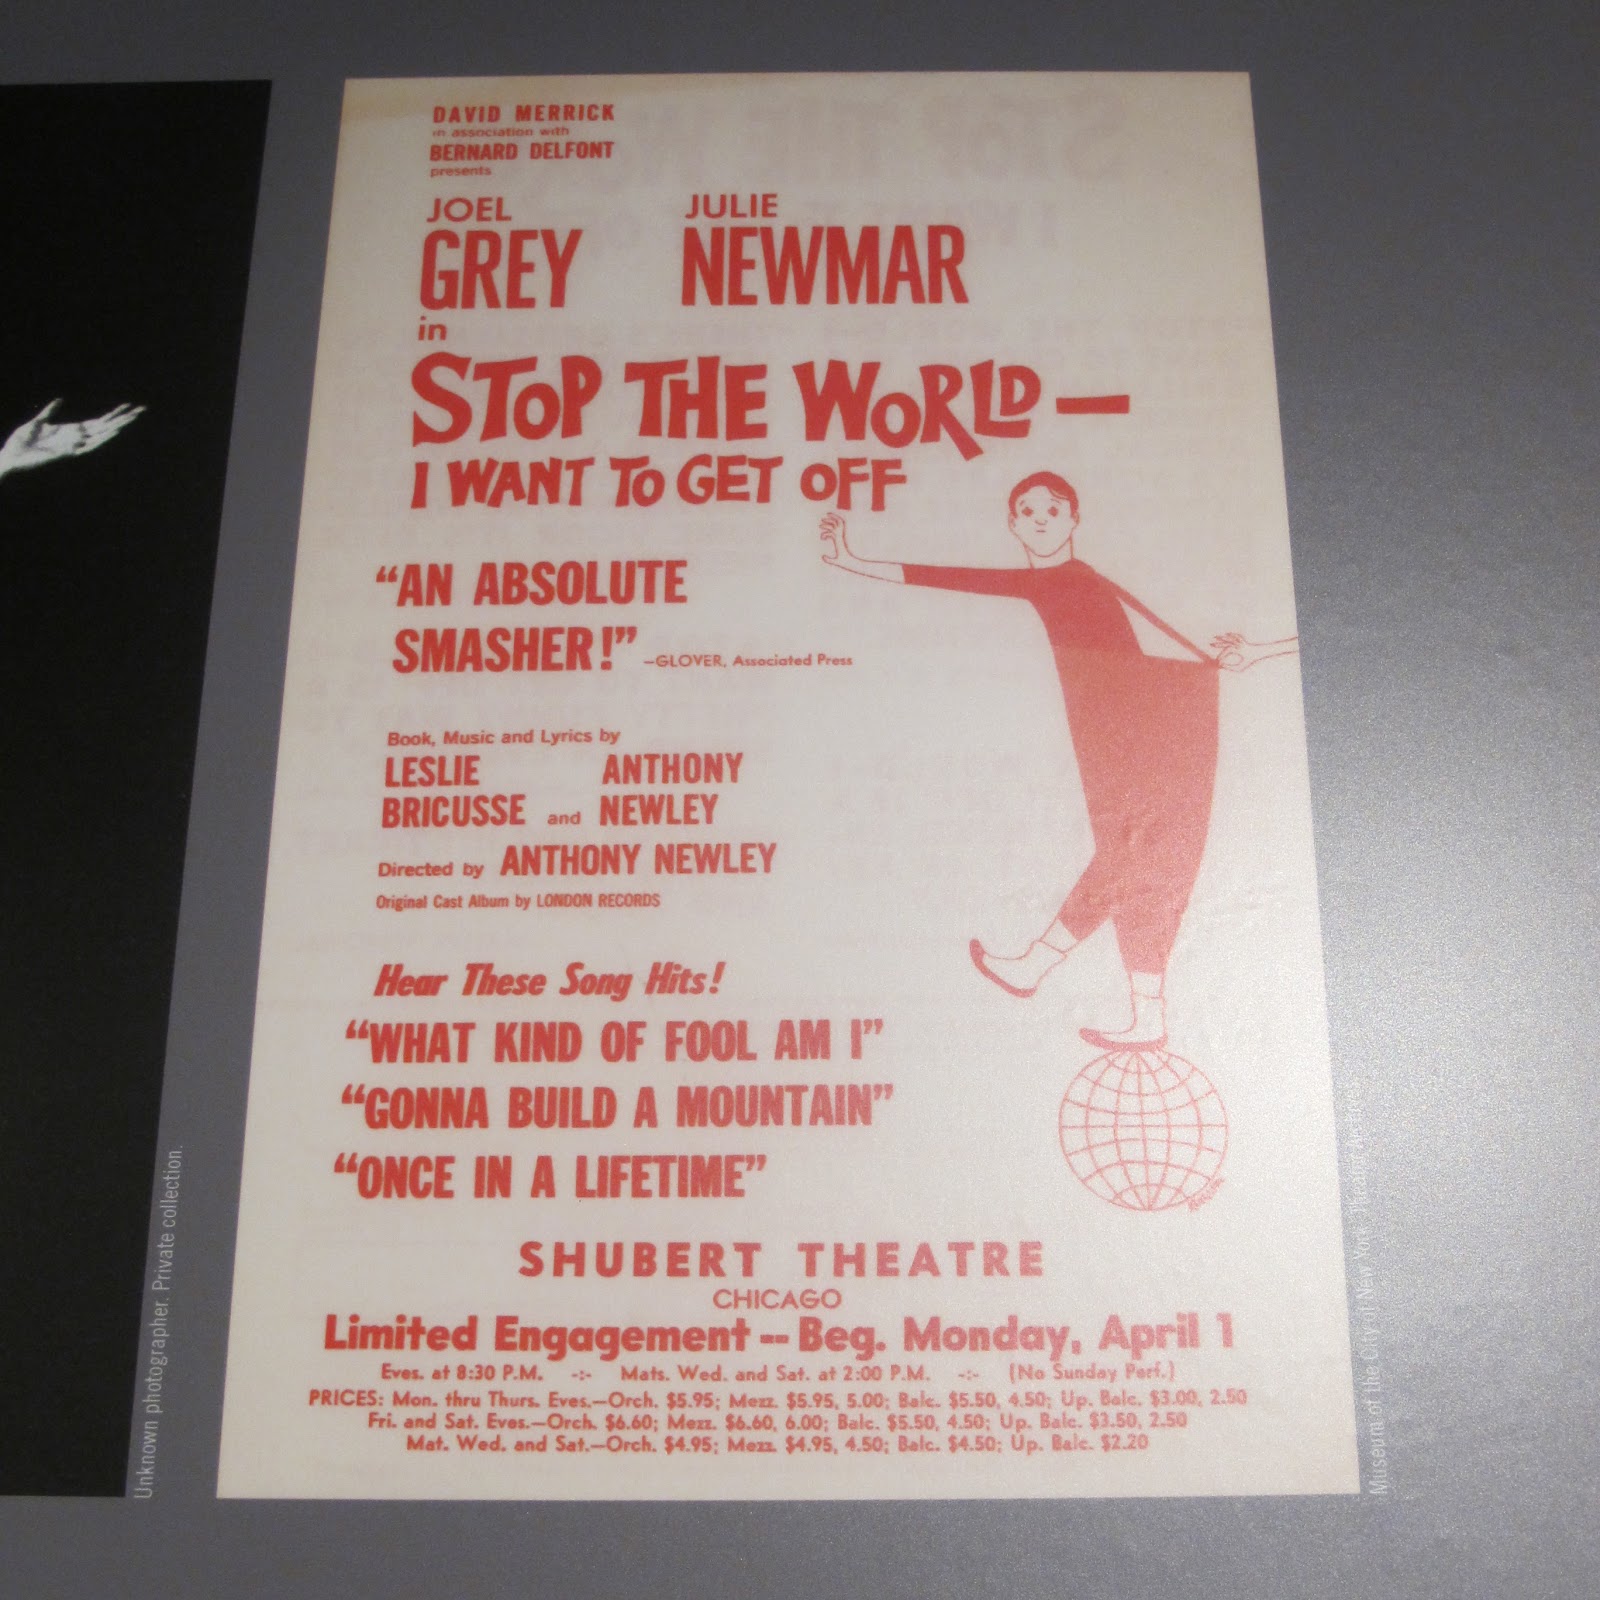 DAVID MERRICK
in association with
BERNARD DELFONT
presents
JOEL GREY
JULIE NEWMAR
in
STOP THE WORLD—
I WANT TO GET OFF
“AN ABSOLUTE
SMASHER!” —GLOVER, Associated Press
Book, Music and Lyrics by
LESLIE BRICUSSE and ANTHONY NEWLEY
Directed by ANTHONY NEWLEY
Original Cast Album by LONDON RECORDS
Hear These Song Hits!
“WHAT KIND OF FOOL AM I”
“GONNA BUILD A MOUNTAIN”
“ONCE IN A LIFETIME”
SHUBERT THEATRE
CHICAGO
Limited Engagement -- Beg. Monday, April 1
Eves. at 8:30 P.M. -:- Mats. Wed. and Sat. at 2:00 P.M. -:- (No Sunday Perf.)
PRICES: Mon. thru Thurs. Eves.—Orch. $5.95; Mezz. $5.95, 5.00; Balc. $5.50, 4.50; Up. Balc. $3.00, 2.50
Fri. and Sat. Eves.—Orch. $6.60; Mezz. $6.60, 6.00; Balc. $5.50, 4.50; Up. Balc. $3.50, 2.50
Mat. Wed. and Sat.—Orch. $4.95; Mezz. $4.95, 4.50; Balc. $4.50; Up. Balc. $2.20
Unknown photographer. Private collection.
Museum of the City of New York.